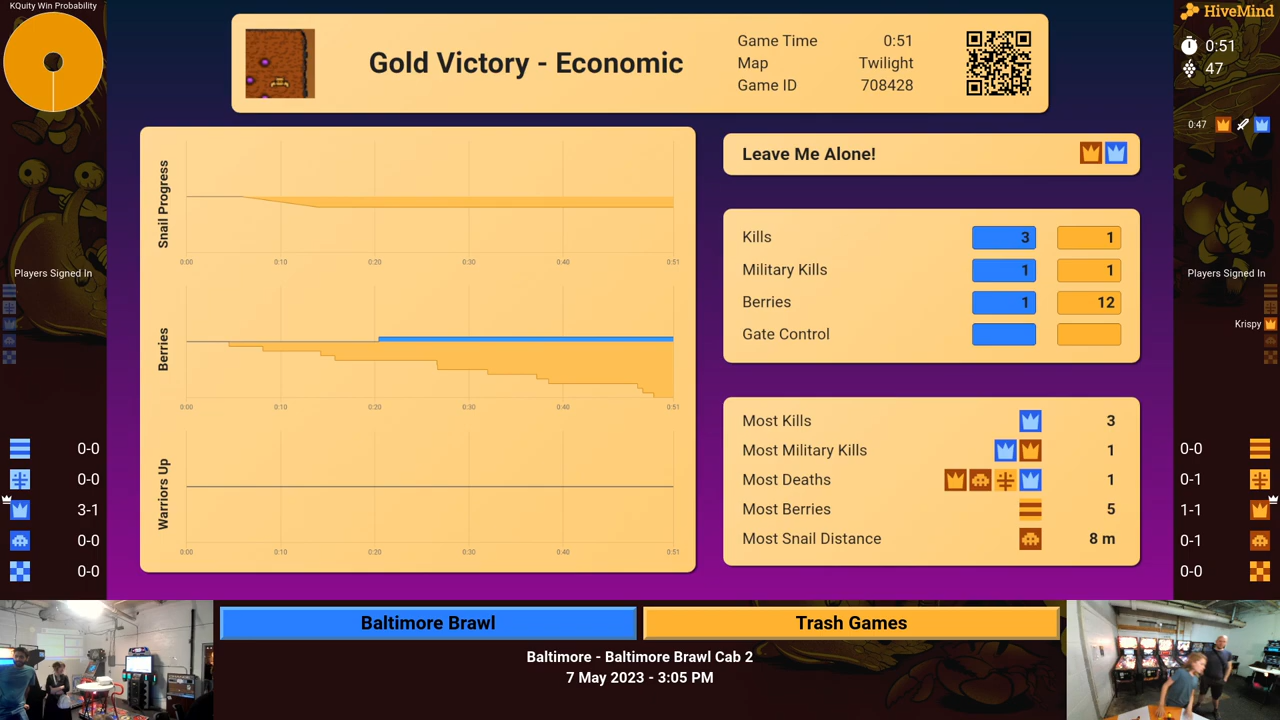 KQuity Win Probability
HiveMind
0:51
47
0:47
Gold Victory - Economic
Game Time 0:51
Map Twilight
Game ID 708428
Snail Progress
0:00 0:10 0:20 0:30 0:40 0:51
Berries
0:00 0:10 0:20 0:30 0:40 0:51
Warriors Up
0:00 0:10 0:20 0:30 0:40 0:51
Leave Me Alone!
Kills 3 1
Military Kills 1 1
Berries 1 12
Gate Control
Most Kills 3
Most Military Kills 1
Most Deaths 1
Most Berries 5
Most Snail Distance 8 m
Players Signed In
0-0
0-0
3-1
0-0
0-0
Players Signed In
Krispy
0-0
0-1
1-1
0-1
0-0
Baltimore Brawl
Trash Games
Baltimore - Baltimore Brawl Cab 2
7 May 2023 - 3:05 PM